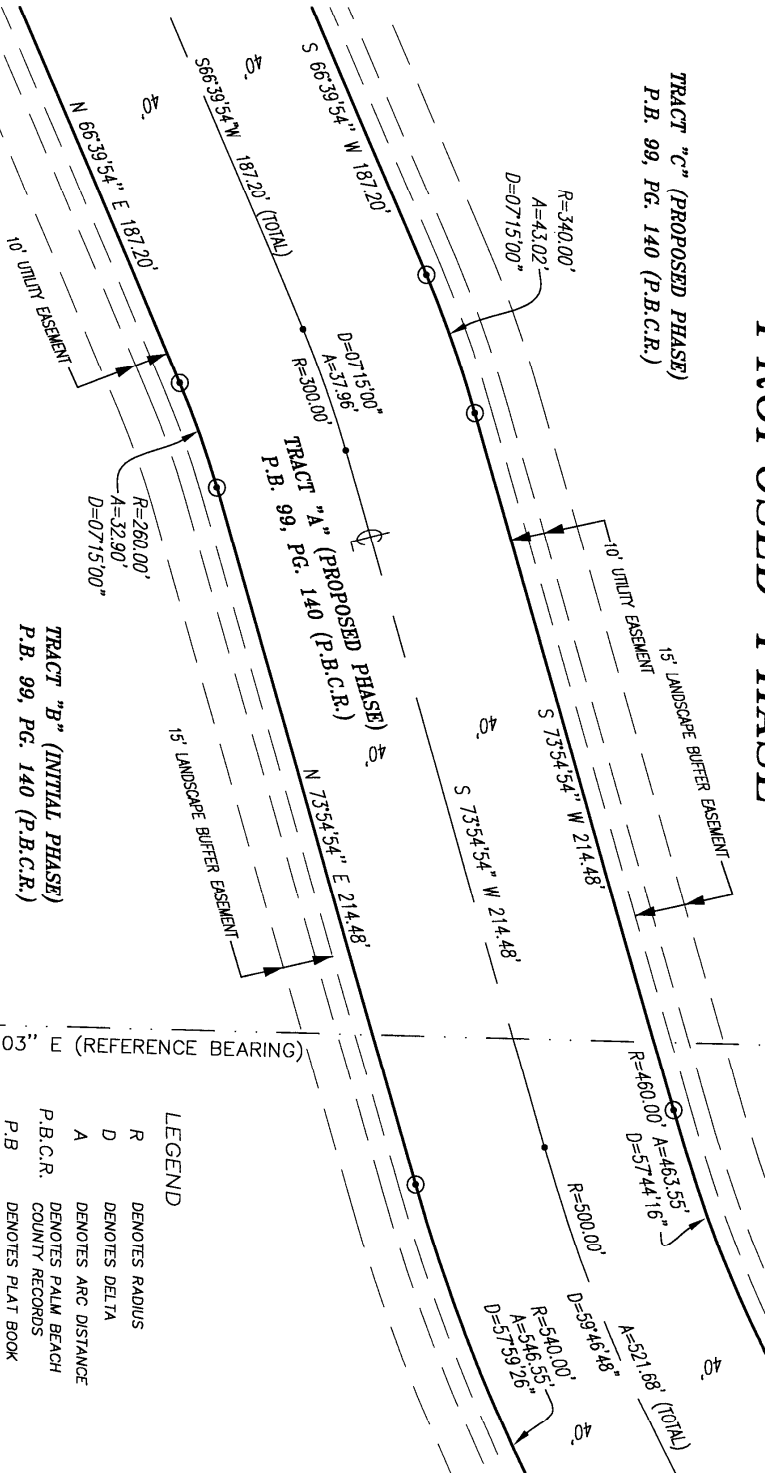 PROPOSED PHASE
TRACT "C" (PROPOSED PHASE)
P.B. 99, PG. 140 (P.B.C.R.)
R=340.00'
A=43.02'
D=07°15'00"
S 66°39'54" W 187.20'
10' UTILITY EASEMENT
15' LANDSCAPE BUFFER EASEMENT
S 73°54'54" W 214.48'
R=460.00' A=463.55'
D=57°44'16"
40'
40'
S66°39'54"W 187.20' (TOTAL)
D=07°15'00"
A=37.96'
R=300.00'
TRACT "A" (PROPOSED PHASE)
P.B. 99, PG. 140 (P.B.C.R.)
40'
40'
S 73°54'54" W 214.48'
R=500.00'
D=59°46'48"
A=521.68' (TOTAL)
40'
40'
N 66°39'54" E 187.20'
10' UTILITY EASEMENT
R=260.00'
A=32.90'
D=07°15'00"
N 73°54'54" E 214.48'
15' LANDSCAPE BUFFER EASEMENT
R=540.00'
A=546.55'
D=57°59'26"
TRACT "B" (INITIAL PHASE)
P.B. 99, PG. 140 (P.B.C.R.)
03" E (REFERENCE BEARING)
LEGEND
R DENOTES RADIUS
D DENOTES DELTA
A DENOTES ARC DISTANCE
P.B.C.R. DENOTES PALM BEACH
COUNTY RECORDS
P.B DENOTES PLAT BOOK